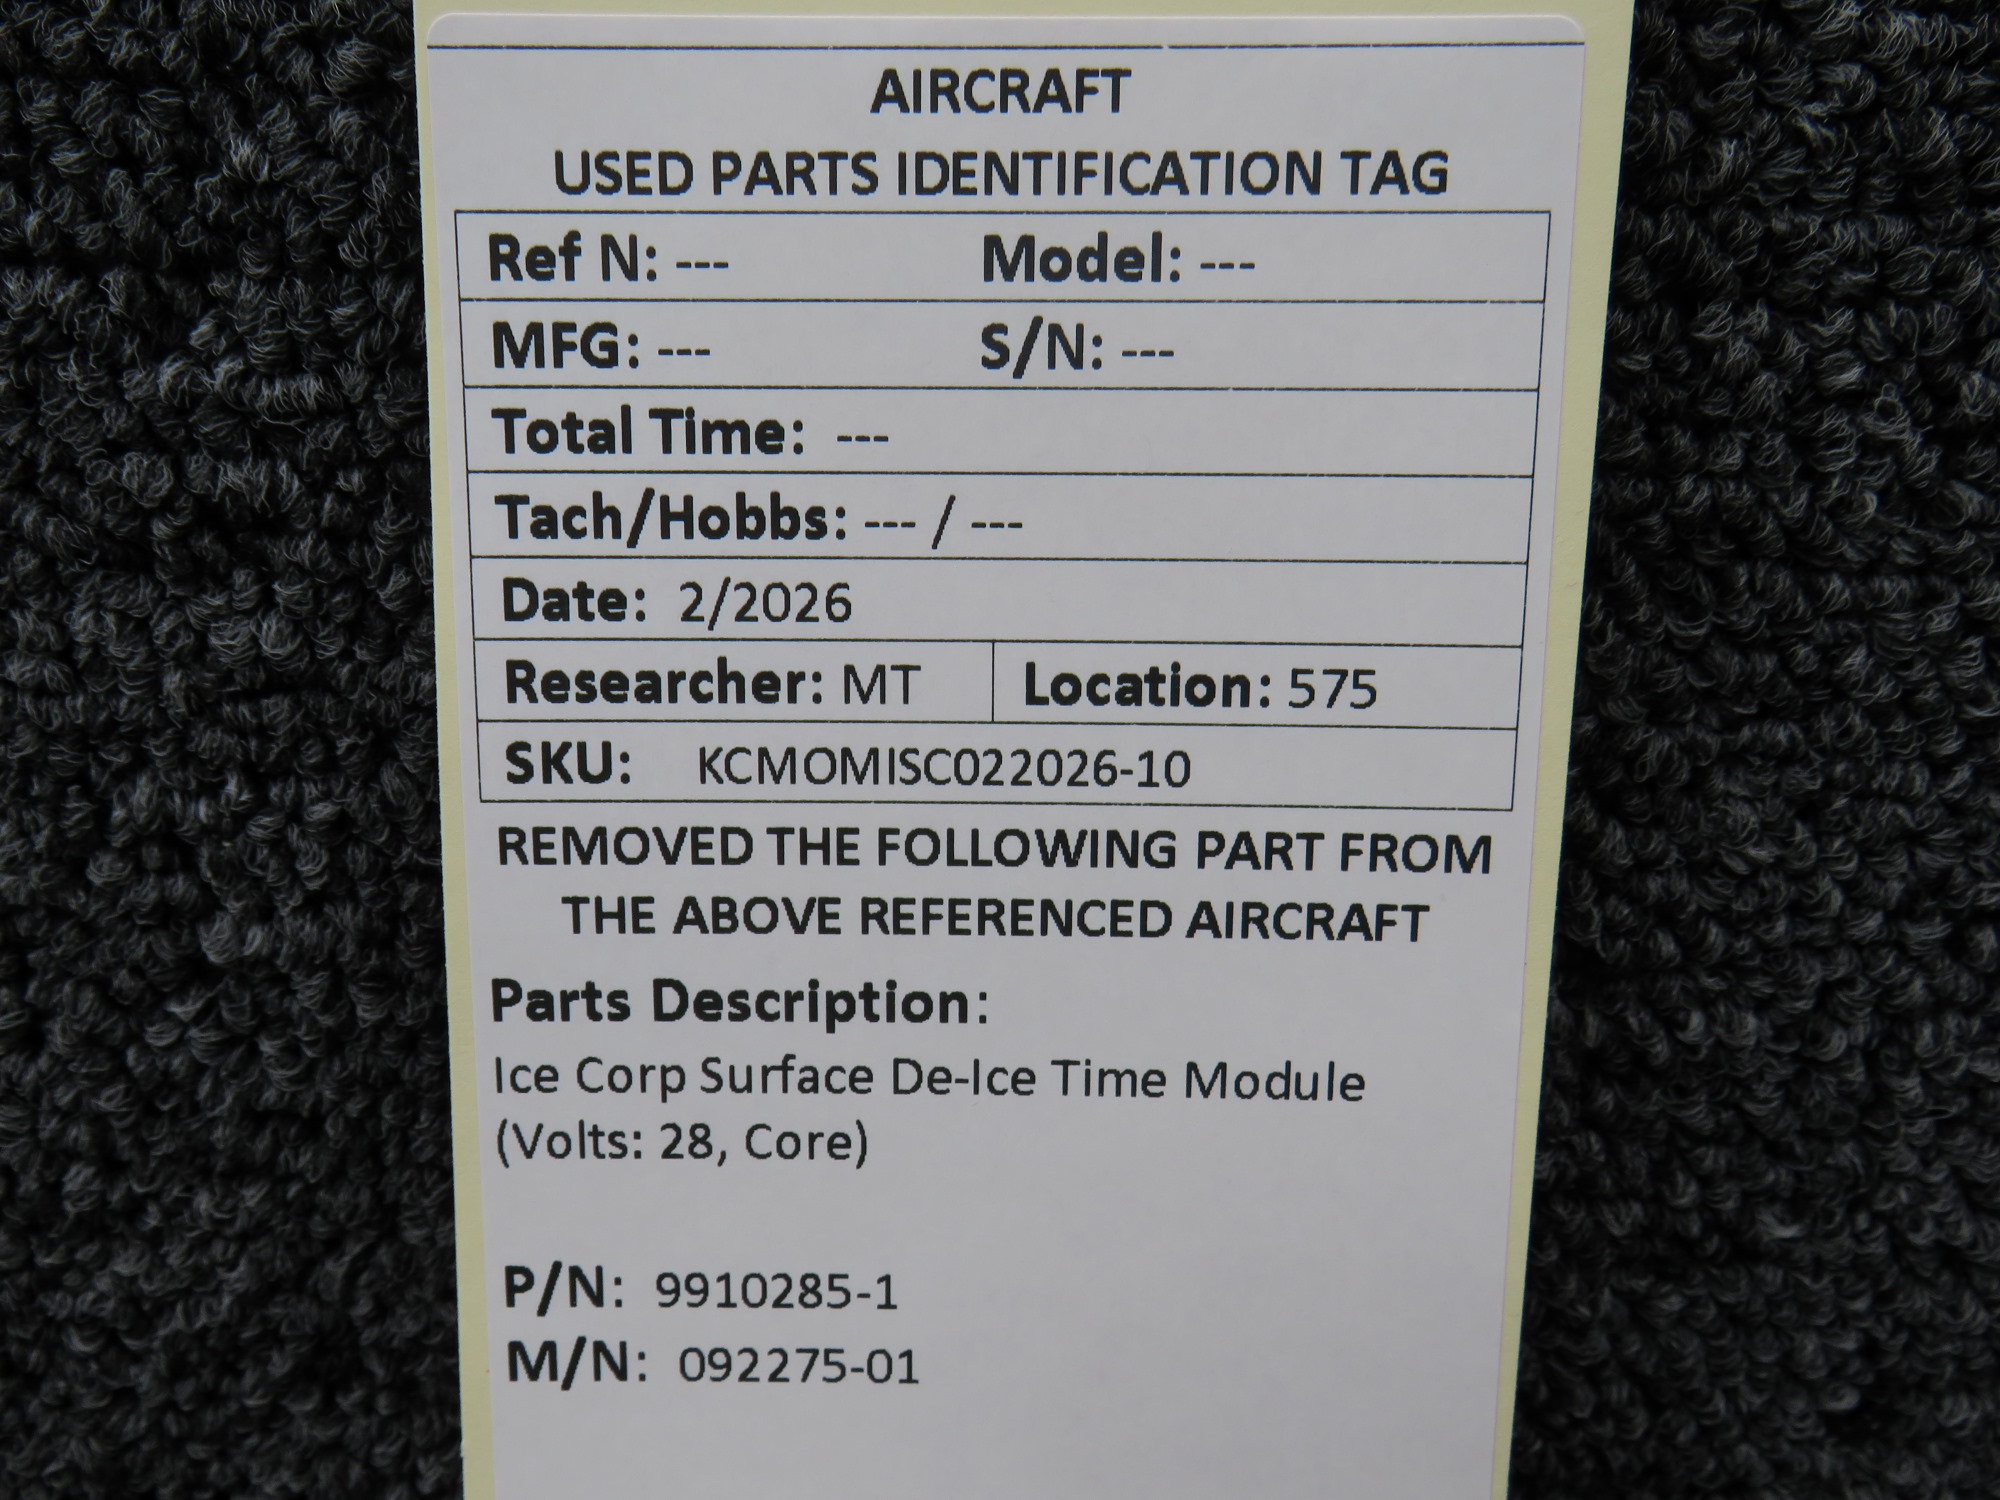 AIRCRAFT
USED PARTS IDENTIFICATION TAG
Ref N: --- Model: ---
MFG: --- S/N: ---
Total Time: ---
Tach/Hobbs: --- / ---
Date: 2/2026
Researcher: MT Location: 575
SKU: KCMOMISC022026-10
REMOVED THE FOLLOWING PART FROM
THE ABOVE REFERENCED AIRCRAFT
Parts Description:
Ice Corp Surface De-Ice Time Module
(Volts: 28, Core)
P/N: 9910285-1
M/N: 092275-01